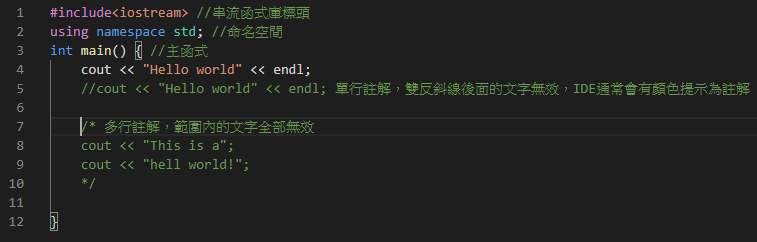 1 #include<iostream> //串流函式庫標頭
2 using namespace std; //命名空間
3 int main() { //主函式
4 cout << "Hello world" << endl;
5 //cout << "Hello world" << endl; 單行註解，雙反斜線後面的文字無效，IDE通常會有顏色提示為註解
6
7 /* 多行註解，範圍內的文字全部無效
8 cout << "This is a";
9 cout << "hell world!";
10 */
11
12 }